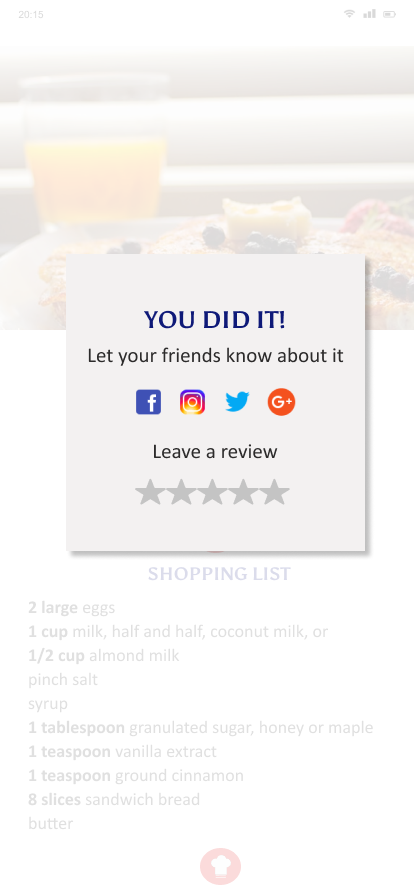 20:15
YOU DID IT!
Let your friends know about it
Leave a review
SHOPPING LIST
2 large eggs
1 cup milk, half and half, coconut milk, or
1/2 cup almond milk
pinch salt
syrup
1 tablespoon granulated sugar, honey or maple
1 teaspoon vanilla extract
1 teaspoon ground cinnamon
8 slices sandwich bread
butter